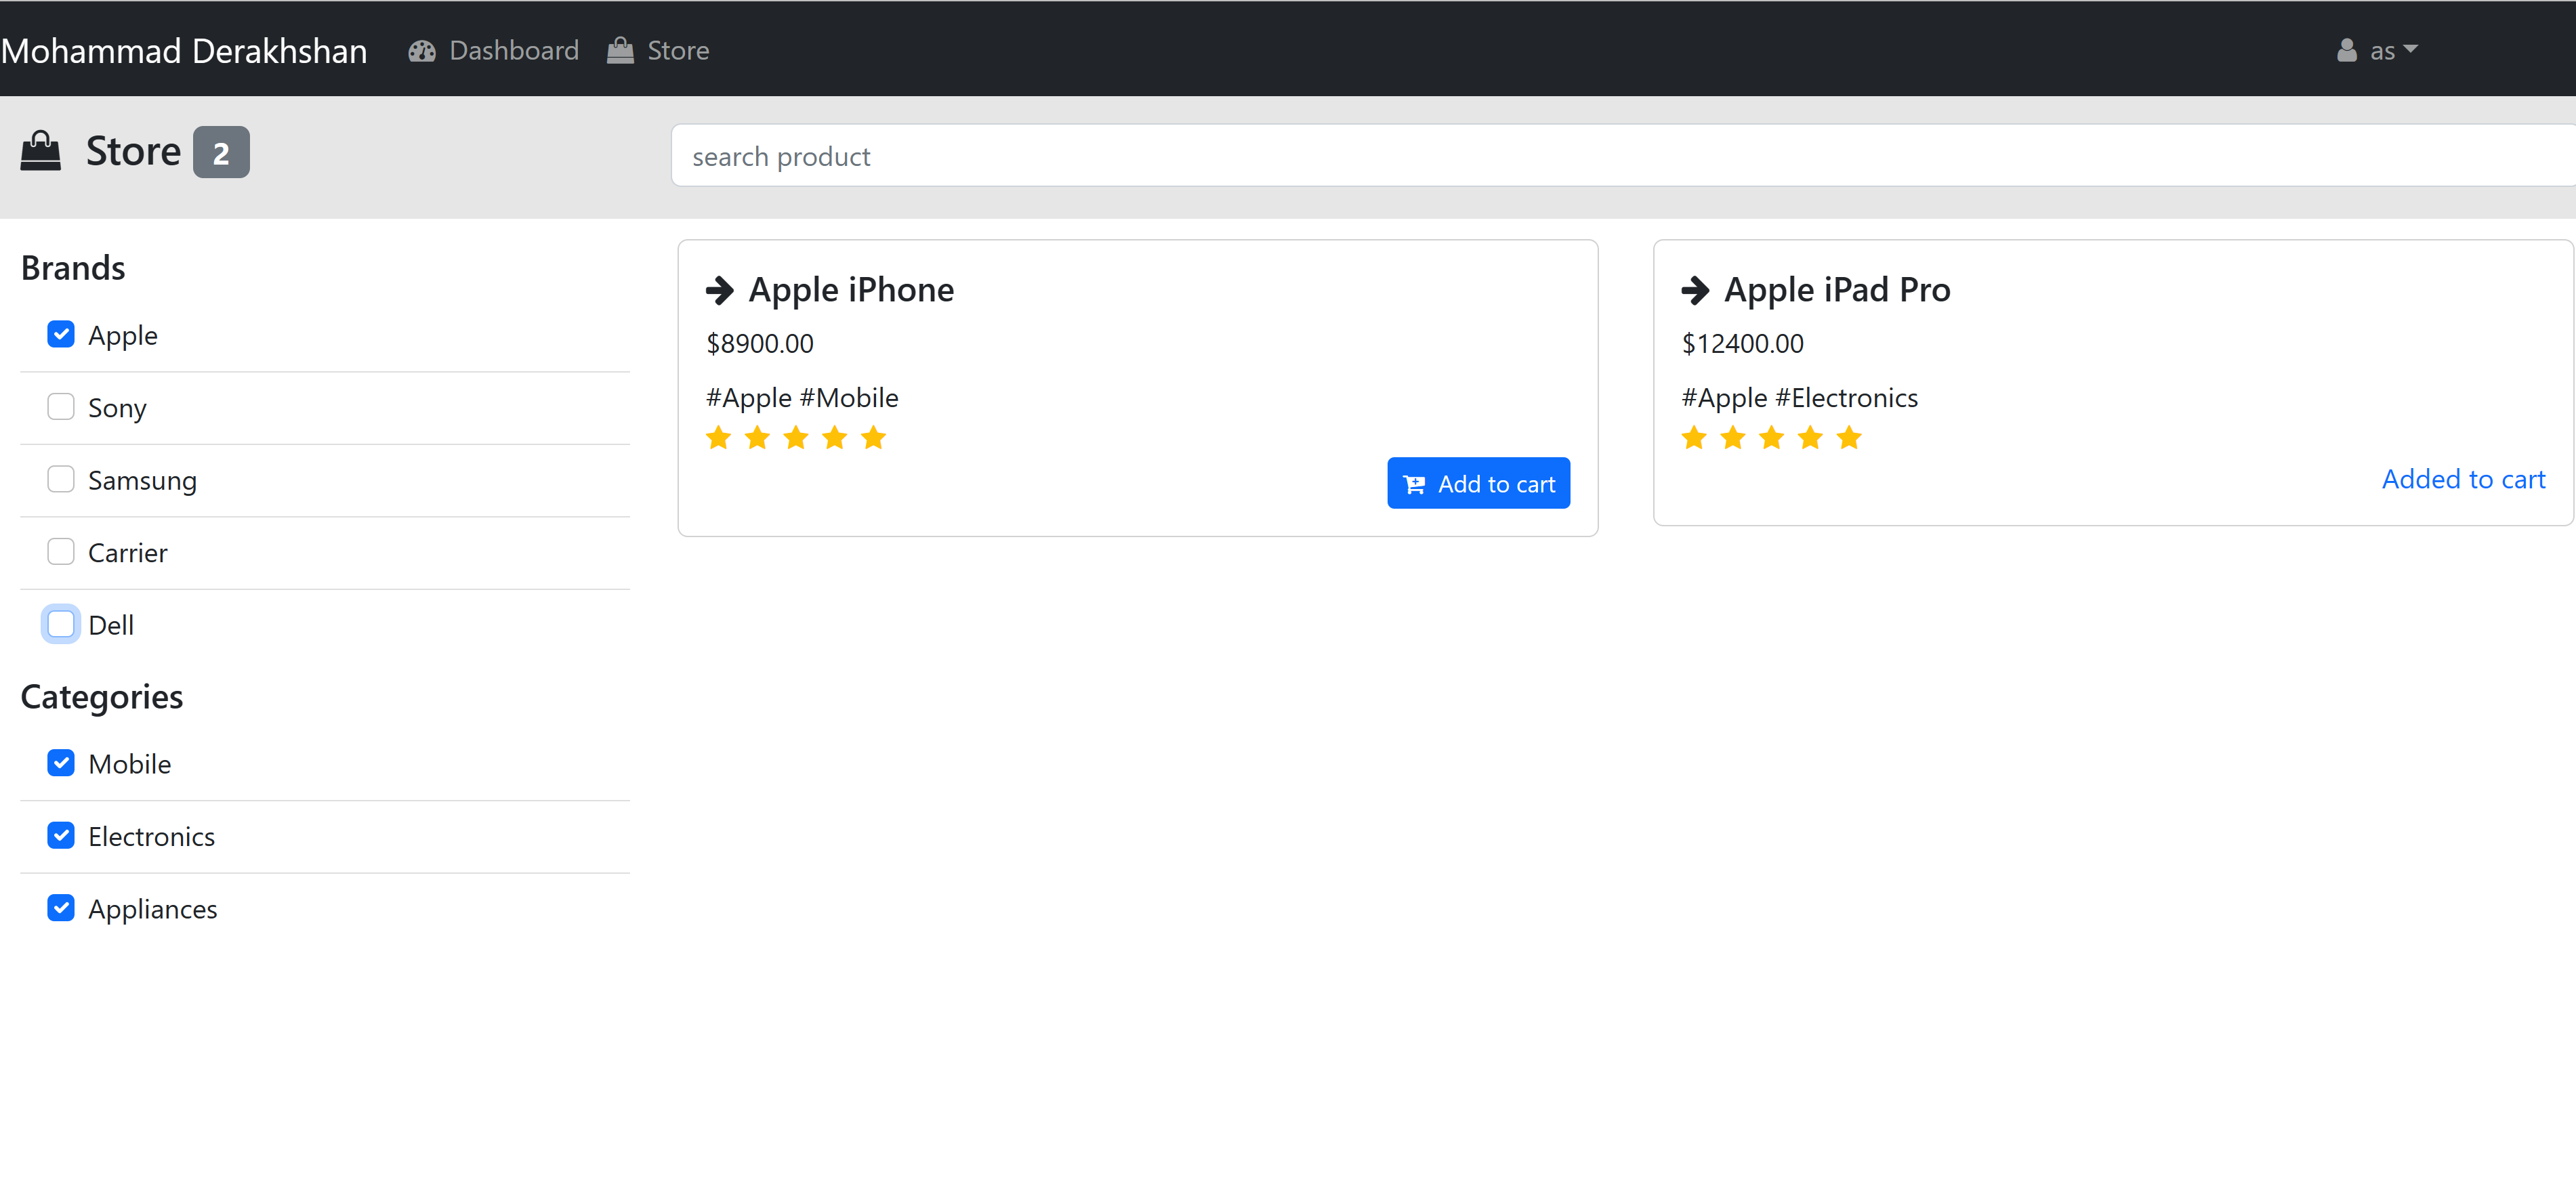 Mohammad Derakhshan Dashboard Store as
Store 2
search product
Brands
Apple
Sony
Samsung
Carrier
Dell
Categories
Mobile
Electronics
Appliances
Apple iPhone
$8900.00
#Apple #Mobile
Add to cart
Apple iPad Pro
$12400.00
#Apple #Electronics
Added to cart